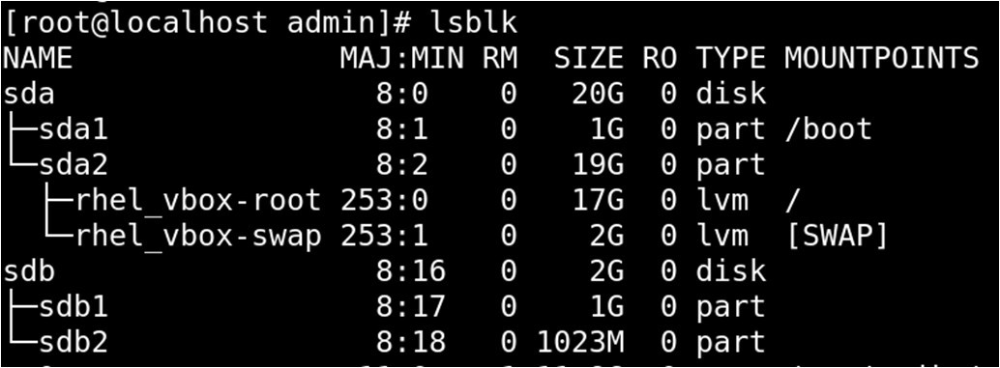 [root@localhost admin]# lsblk
NAME MAJ:MIN RM SIZE RO TYPE MOUNTPOINTS
sda 8:0 0 20G 0 disk
├─sda1 8:1 0 1G 0 part /boot
└─sda2 8:2 0 19G 0 part
├─rhel_vbox-root 253:0 0 17G 0 lvm /
└─rhel_vbox-swap 253:1 0 2G 0 lvm [SWAP]
sdb 8:16 0 2G 0 disk
├─sdb1 8:17 0 1G 0 part
└─sdb2 8:18 0 1023M 0 part